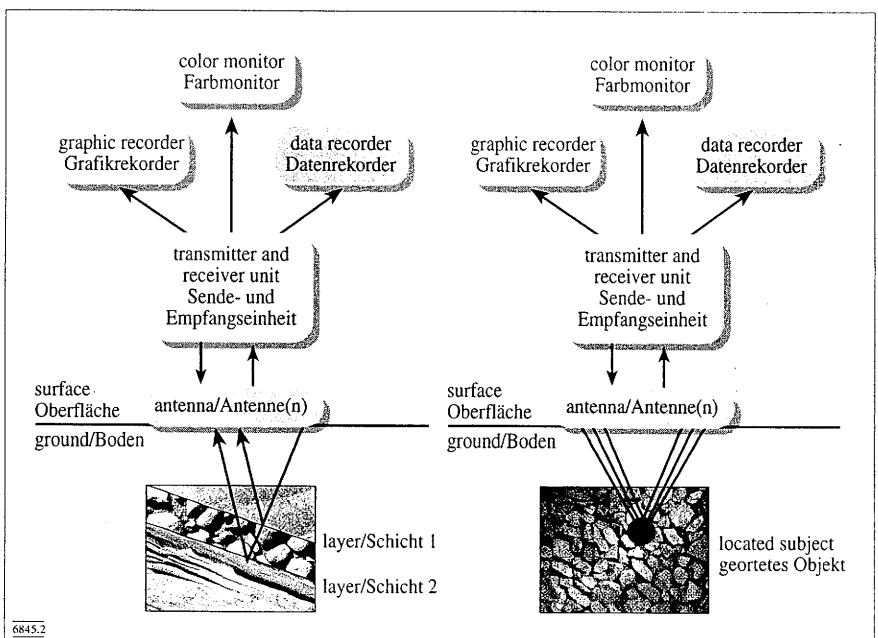 color monitor
Farbmonitor
graphic recorder
Grafikrekorder
data recorder
Datenrekorder
transmitter and
receiver unit
Sende- und
Empfangseinheit
surface
Oberfläche
antenna/Antenne(n)
ground/Boden
layer/Schicht 1
layer/Schicht 2
color monitor
Farbmonitor
graphic recorder
Grafikrekorder
data recorder
Datenrekorder
transmitter and
receiver unit
Sende- und
Empfangseinheit
surface
Oberfläche
antenna/Antenne(n)
ground/Boden
located subject
geortetes Objekt
6845.2